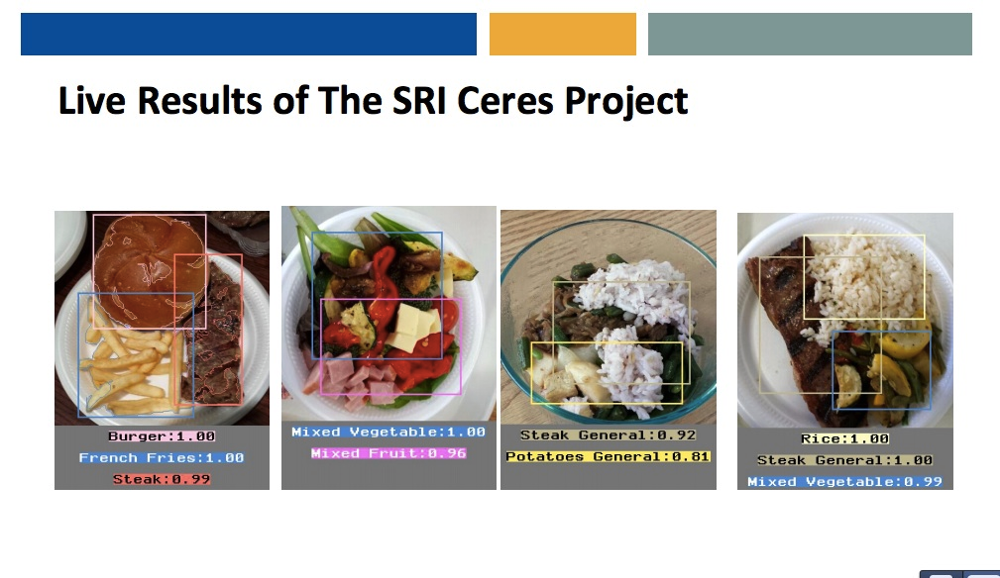 Live Results of The SRI Ceres Project
Burger:1.00
French Fries:1.00
Steak:0.99
Mixed Vegetable:1.00
Mixed Fruit:0.96
Steak General:0.92
Potatoes General:0.81
Rice:1.00
Steak General:1.00
Mixed Vegetable:0.99